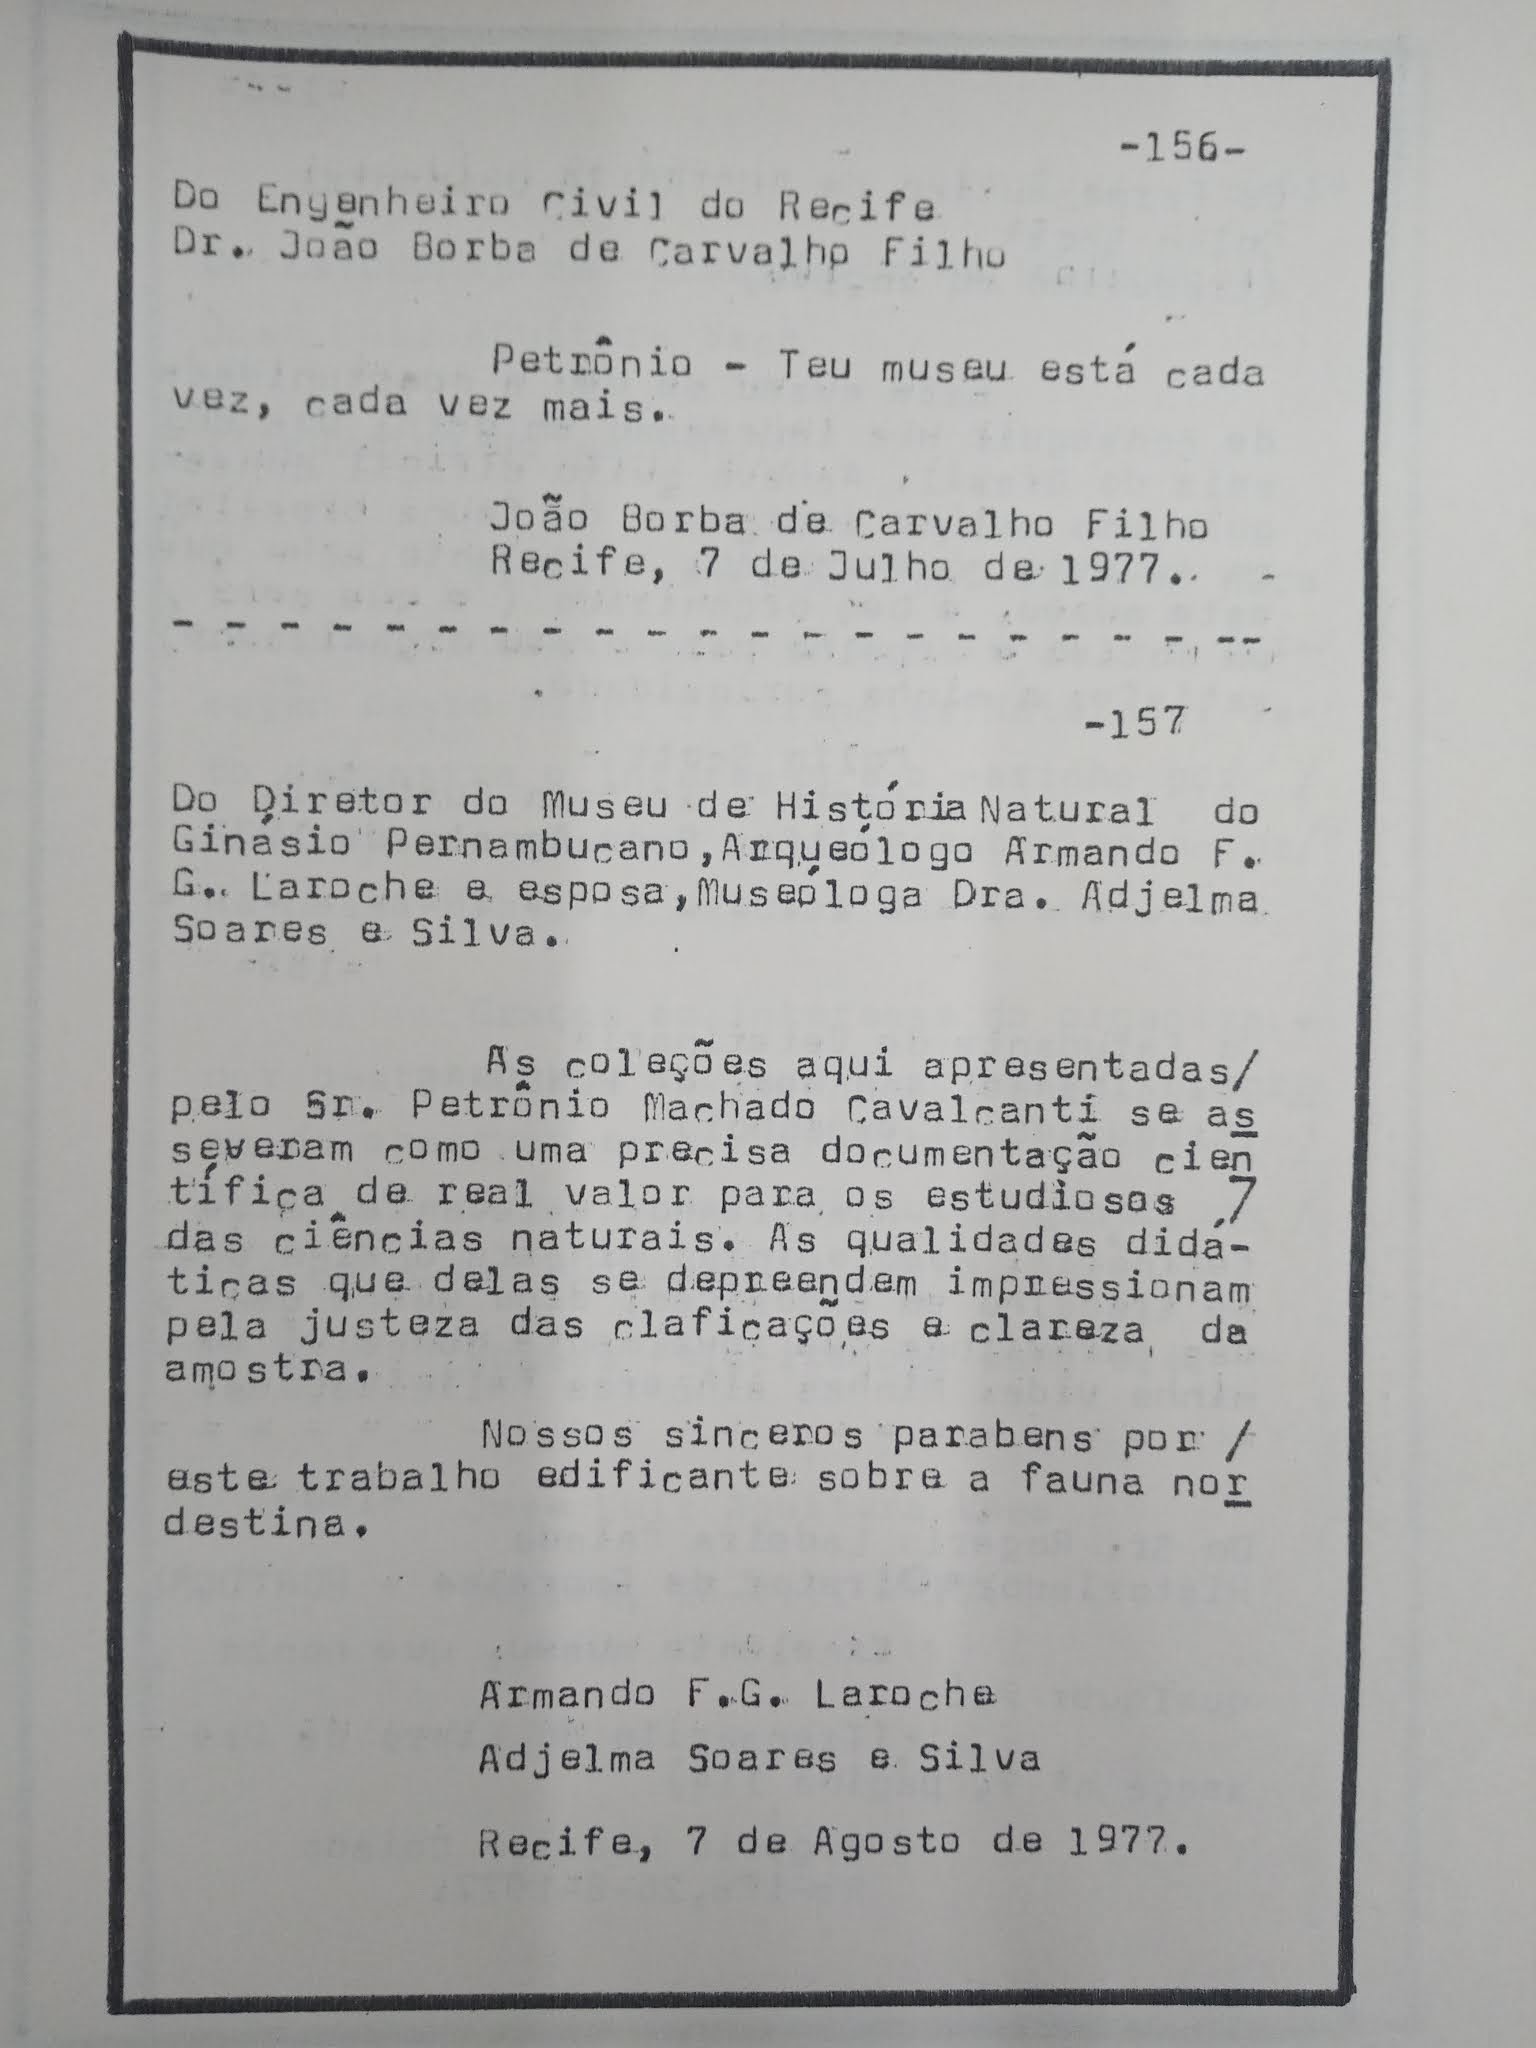 -156-
Do Engenheiro Civil do Recife
Dr. João Borba de Carvalho Filho
Petrônio - Teu museu está cada
vez, cada vez mais.
João Borba de Carvalho Filho
Recife, 7 de Julho de 1977.
- - - - - - - - - - - - - - - - - - - - - --
-157
Do Diretor do Museu de História Natural do
Ginásio Pernambucano, Arqueólogo Armando F.
G. Laroche e esposa, Museóloga Dra. Adjelma
Soares e Silva.
As coleções aqui apresentadas/
pelo Sr. Petrônio Machado Cavalcanti se as
severam como uma precisa documentação cien
tífica de real valor para os estudiosos /
das ciências naturais. As qualidades didá-
ticas que delas se depreendem impressionam
pela justeza das claficações e clareza da
amostra.
Nossos sinceros parabens por /
este trabalho edificante sobre a fauna nor
destina.
Armando F.G. Laroche
Adjelma Soares e Silva
Recife, 7 de Agosto de 1977.